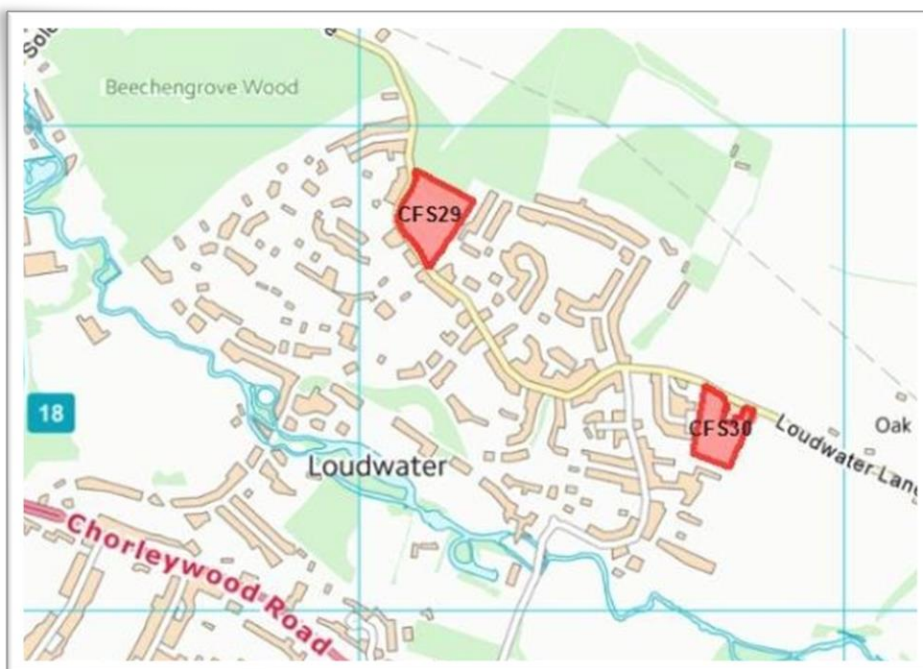 Beechengrove Wood
CFS29
CFS30
18
Oak
Loudwater Lane
Loudwater
Chorleywood Road